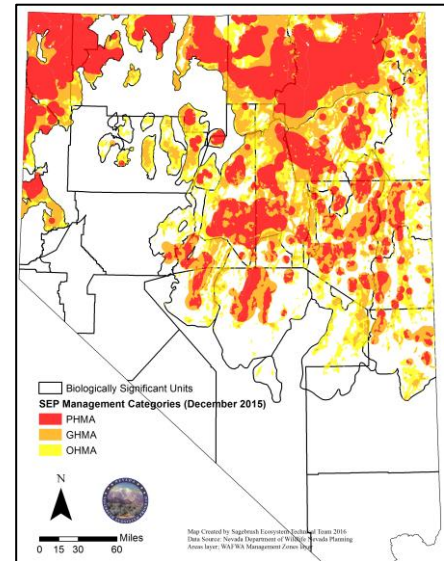 Biologically Significant Units
SEP Management Categories (December 2015)
PHMA
GHMA
OHMA
N
Miles
0 15 30 60
Map Created by Sagebrush Ecosystem Technical Team 2016
Data Source: Nevada Department of Wildlife Nevada Planning
Areas layer; WAFWA Management Zones layer